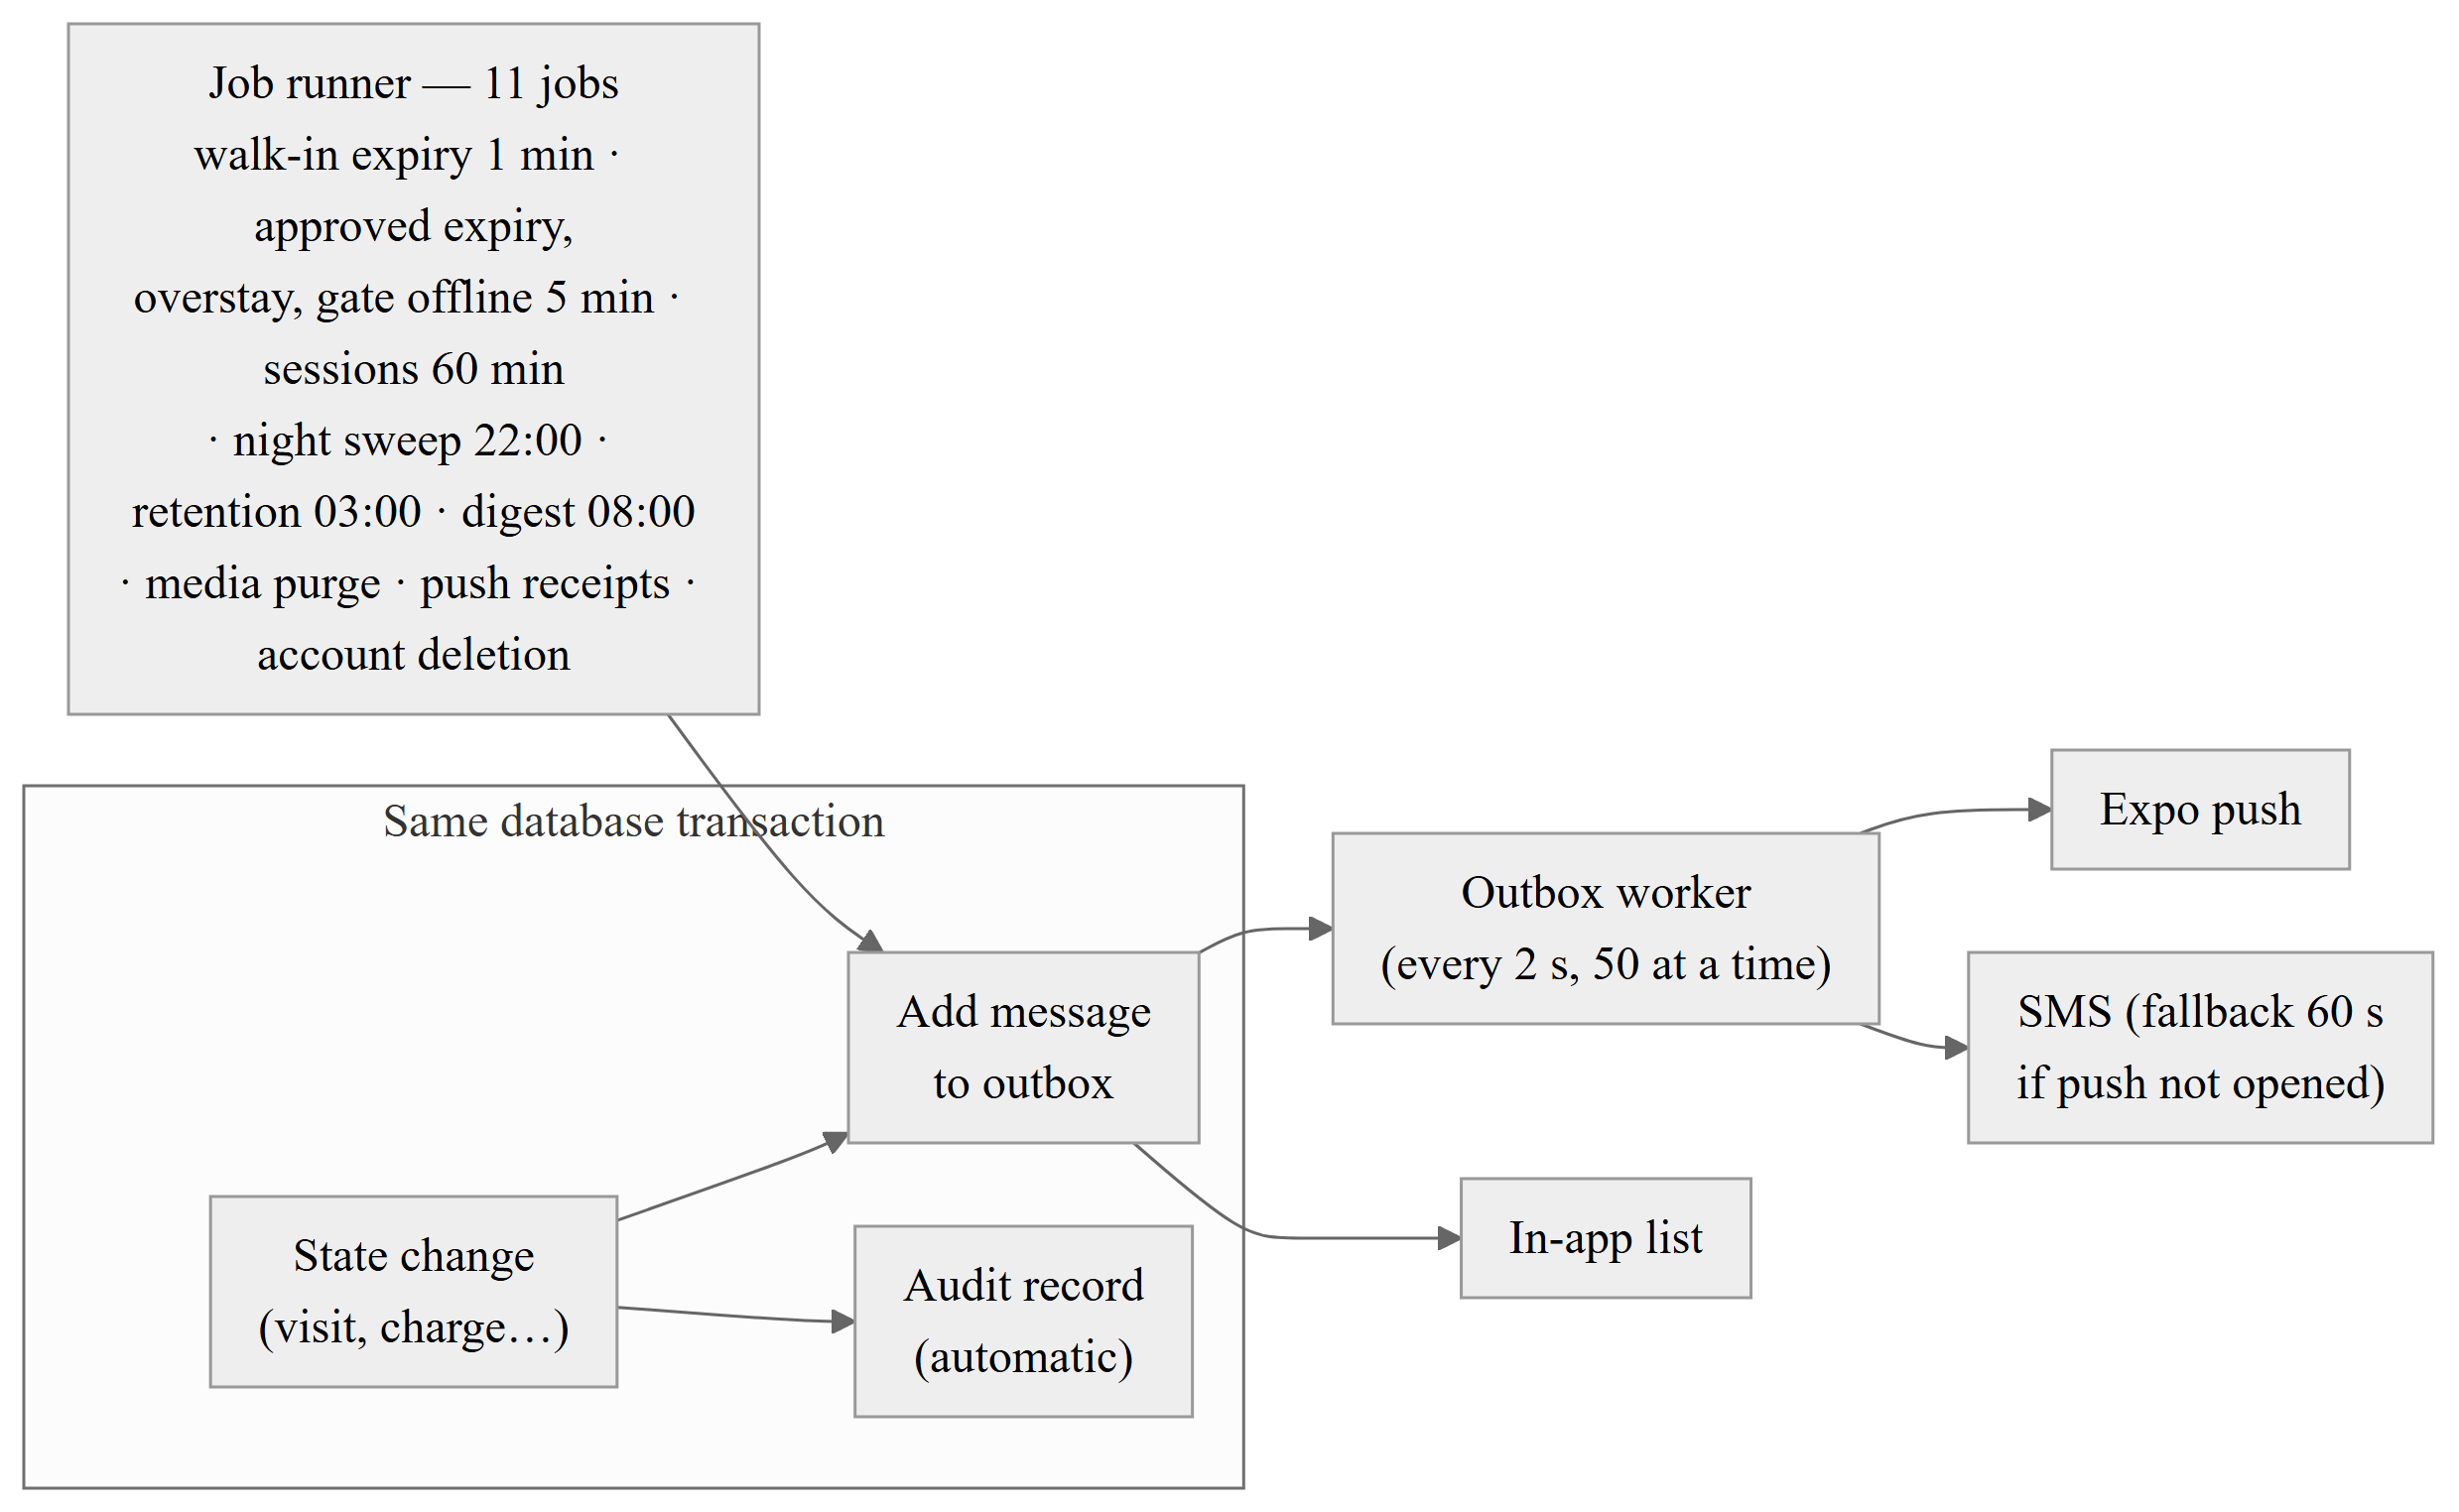 Job runner — 11 jobs
walk-in expiry 1 min ·
approved expiry,
overstay, gate offline 5 min ·
sessions 60 min
· night sweep 22:00 ·
retention 03:00 · digest 08:00
· media purge · push receipts ·
account deletion
Same database transaction
Add message
to outbox
State change
(visit, charge…)
Audit record
(automatic)
Outbox worker
(every 2 s, 50 at a time)
In-app list
Expo push
SMS (fallback 60 s
if push not opened)